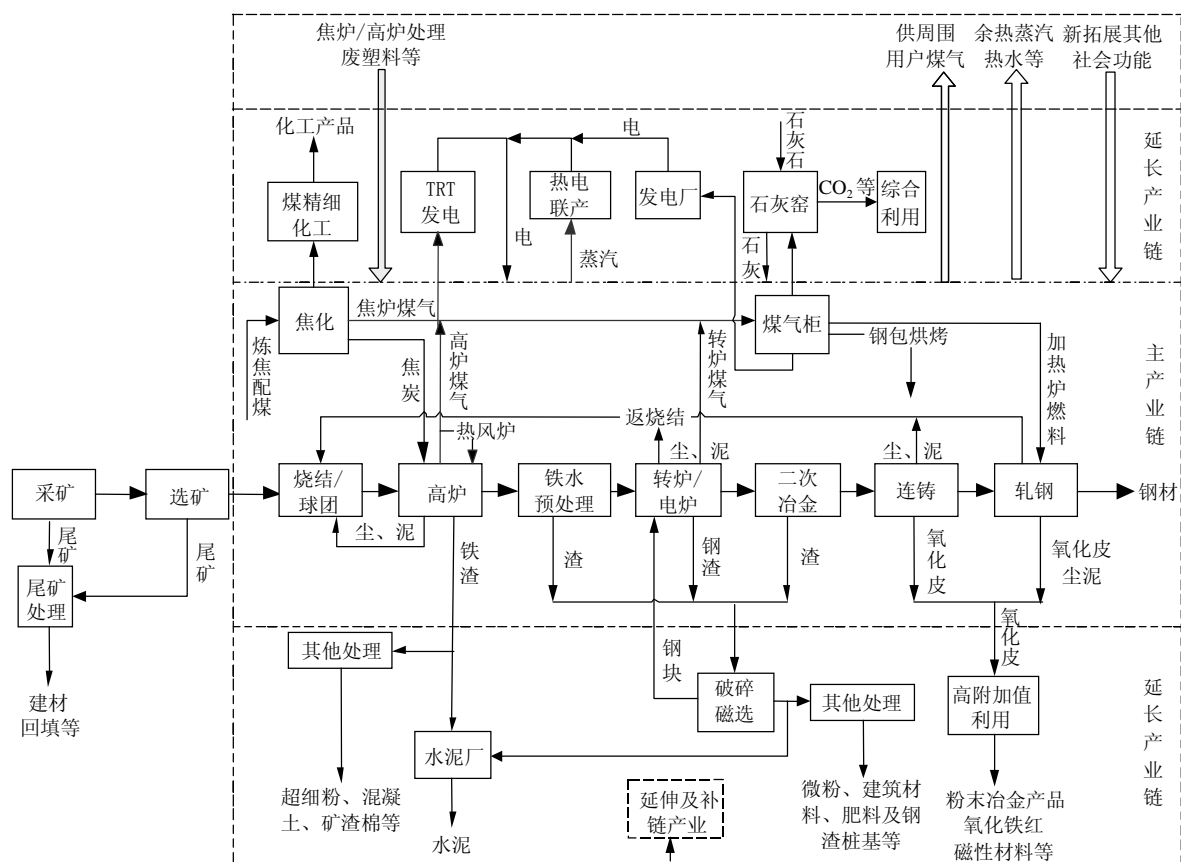 焦炉/高炉处理
废塑料等
供周围
用户煤气
余热蒸汽
热水等
新拓展其他
社会功能
化工产品
电
石灰石
延长产业链
煤精细
化工
TRT
发电
热电
联产
发电厂
石灰窑
CO₂等
综合
利用
电
蒸汽
石灰
焦化
焦炉煤气
煤气柜
钢包烘烤
炼焦配煤
焦炭
高炉煤气
转炉煤气
加热炉燃料
主产业链
返烧结
热风炉
尘、泥
尘、泥
采矿
选矿
烧结/
球团
高炉
铁水
预处理
转炉/
电炉
二次
冶金
连铸
轧钢
钢材
尾矿
尾矿
尘、泥
铁渣
渣
钢渣
渣
氧化皮
氧化皮
尘泥
尾矿
处理
氧化皮
其他处理
钢块
破碎
磁选
其他处理
高附加值
利用
延长产业链
建材
回填等
水泥厂
超细粉、混凝
土、矿渣棉等
水泥
延伸及补
链产业
微粉、建筑材
料、肥料及钢
渣桩基等
粉末冶金产品
氧化铁红
磁性材料等